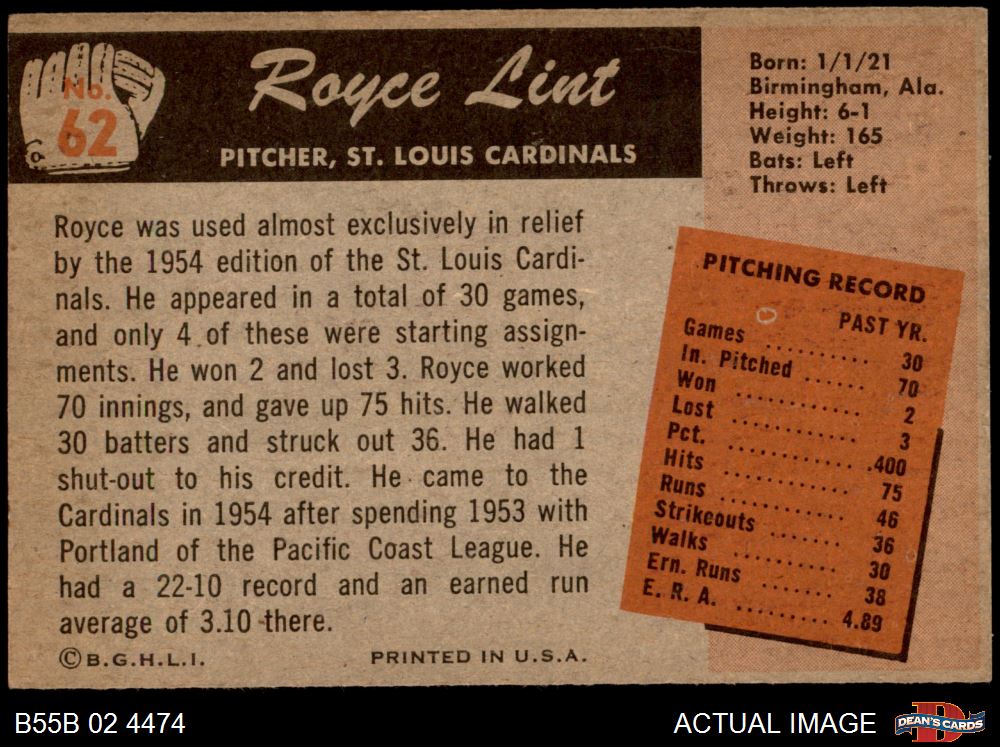 No.
62
Royce Lint
PITCHER, ST. LOUIS CARDINALS
Born: 1/1/21
Birmingham, Ala.
Height: 6-1
Weight: 165
Bats: Left
Throws: Left
Royce was used almost exclusively in relief
by the 1954 edition of the St. Louis Cardi-
nals. He appeared in a total of 30 games,
and only 4 of these were starting assign-
ments. He won 2 and lost 3. Royce worked
70 innings, and gave up 75 hits. He walked
30 batters and struck out 36. He had 1
shut-out to his credit. He came to the
Cardinals in 1954 after spending 1953 with
Portland of the Pacific Coast League. He
had a 22-10 record and an earned run
average of 3.10 there.
©B.G.H.L.I.
PRINTED IN U.S.A.
PITCHING RECORD
PAST YR.
Games .......... 30
In. Pitched ...... 70
Won ............ 2
Lost ............ 3
Pct. ............ .400
Hits ............ 75
Runs ............ 46
Strikeouts ....... 36
Walks .......... 30
Ern. Runs ....... 38
E. R. A. ........ 4.89
B55B 02 4474
ACTUAL IMAGE
DEAN'S CARDS